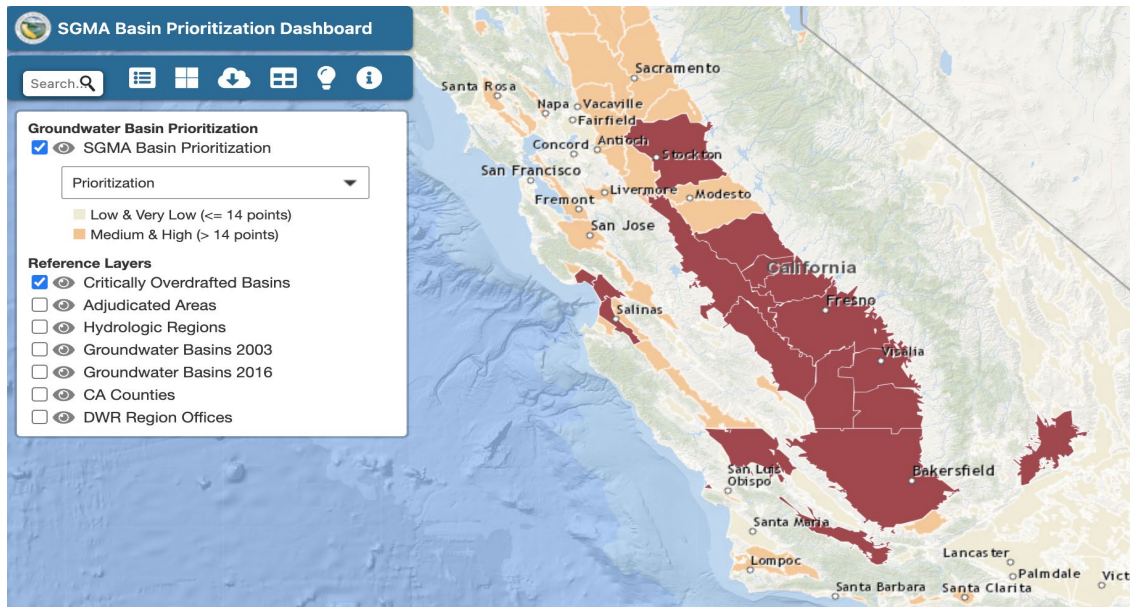 SGMA Basin Prioritization Dashboard
Search...
Groundwater Basin Prioritization
SGMA Basin Prioritization
Prioritization
Low & Very Low (<= 14 points)
Medium & High (> 14 points)
Reference Layers
Critically Overdrafted Basins
Adjudicated Areas
Hydrologic Regions
Groundwater Basins 2003
Groundwater Basins 2016
CA Counties
DWR Region Offices
Sacramento
Santa Rosa
Napa
Vacaville
Fairfield
Concord
Antioch
Stockton
San Francisco
Livermore
Modesto
Fremont
San Jose
California
Fresno
Salinas
Visalia
San Luis
Obispo
Bakersfield
Santa Maria
Lancaster
Lompoc
Palmdale
Vict
Santa Barbara
Santa Clarita